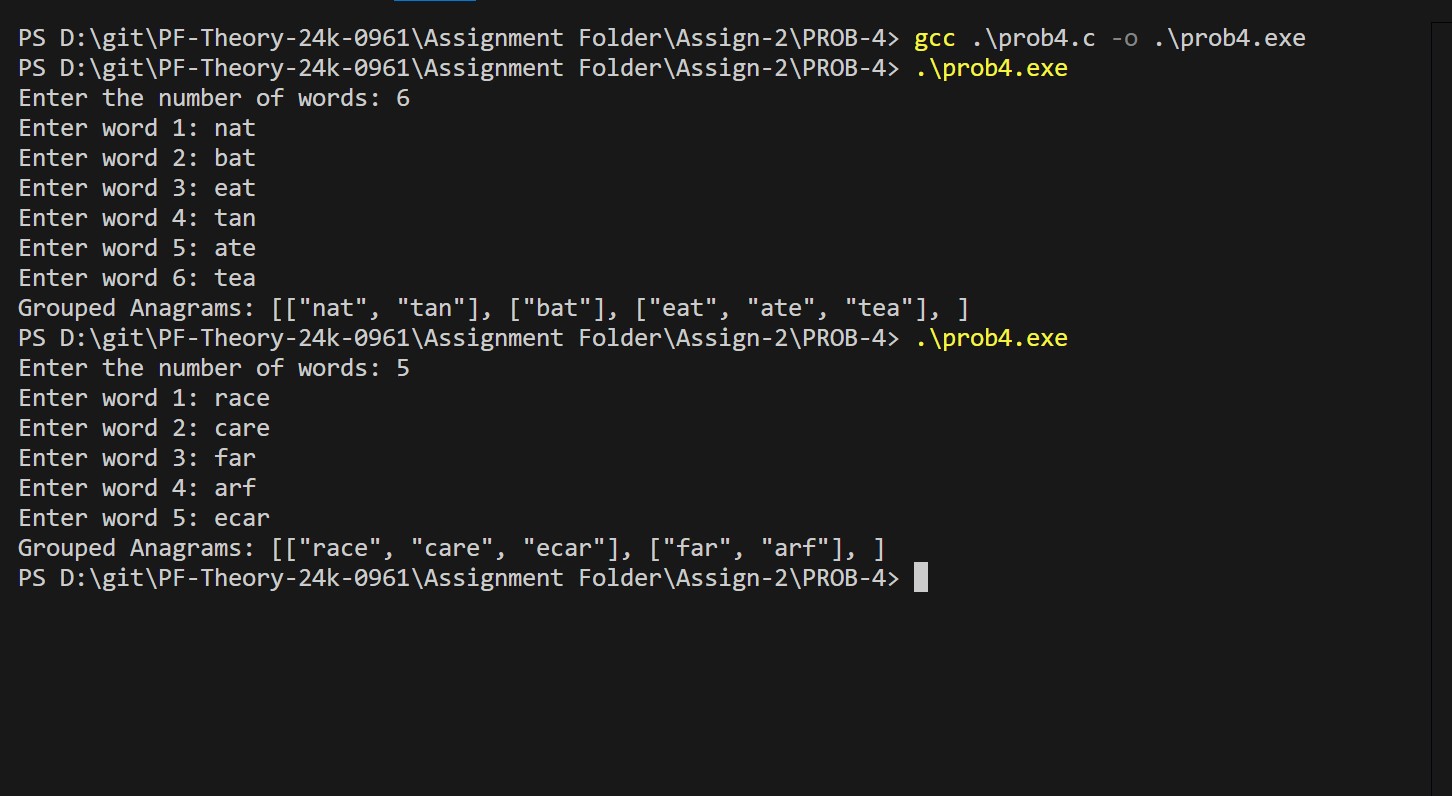 PS D:\git\PF-Theory-24k-0961\Assignment Folder\Assign-2\PROB-4> gcc .\prob4.c -o .\prob4.exe
PS D:\git\PF-Theory-24k-0961\Assignment Folder\Assign-2\PROB-4> .\prob4.exe
Enter the number of words: 6
Enter word 1: nat
Enter word 2: bat
Enter word 3: eat
Enter word 4: tan
Enter word 5: ate
Enter word 6: tea
Grouped Anagrams: [["nat", "tan"], ["bat"], ["eat", "ate", "tea"], ]
PS D:\git\PF-Theory-24k-0961\Assignment Folder\Assign-2\PROB-4> .\prob4.exe
Enter the number of words: 5
Enter word 1: race
Enter word 2: care
Enter word 3: far
Enter word 4: arf
Enter word 5: ecar
Grouped Anagrams: [["race", "care", "ecar"], ["far", "arf"], ]
PS D:\git\PF-Theory-24k-0961\Assignment Folder\Assign-2\PROB-4>